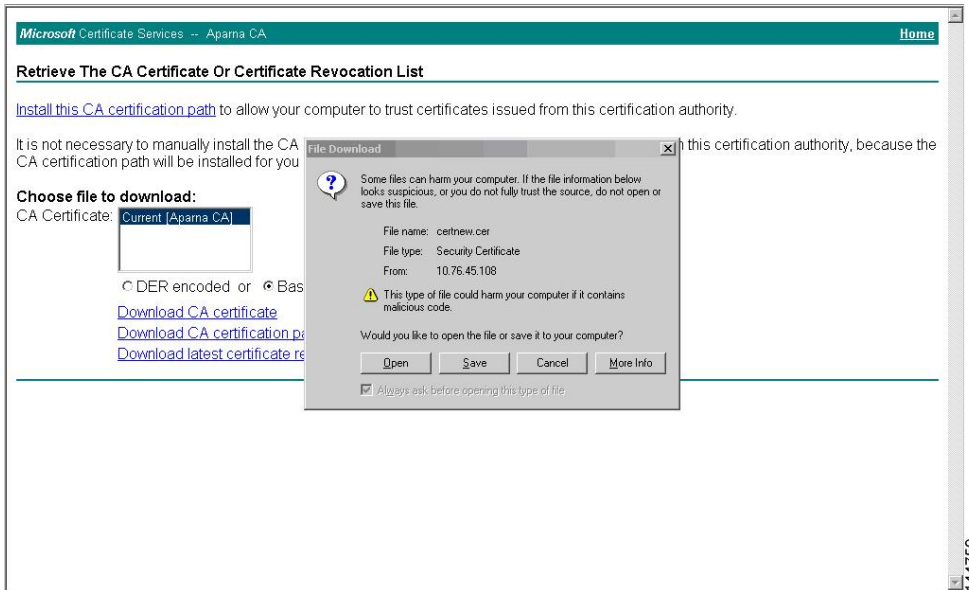 Microsoft Certificate Services -- Aparna CA Home
Retrieve The CA Certificate Or Certificate Revocation List
Install this CA certification path to allow your computer to trust certificates issued from this certification authority.
It is not necessary to manually install the CA
this certification authority, because the
CA certification path will be installed for you
Choose file to download:
CA Certificate: Current [Aparna CA]
DER encoded or Bas
Download CA certificate
Download CA certification
Download latest certificate
File Download
Some files can harm your computer. If the file information below
looks suspicious, or you do not fully trust the source, do not open or
save this file.
File name: certnew.cer
File type: Security Certificate
From: 10.76.45.108
This type of file could harm your computer if it contains
malicious code.
Would you like to open the file or save it to your computer?
Open Save Cancel More Info
Always ask before opening this type of file